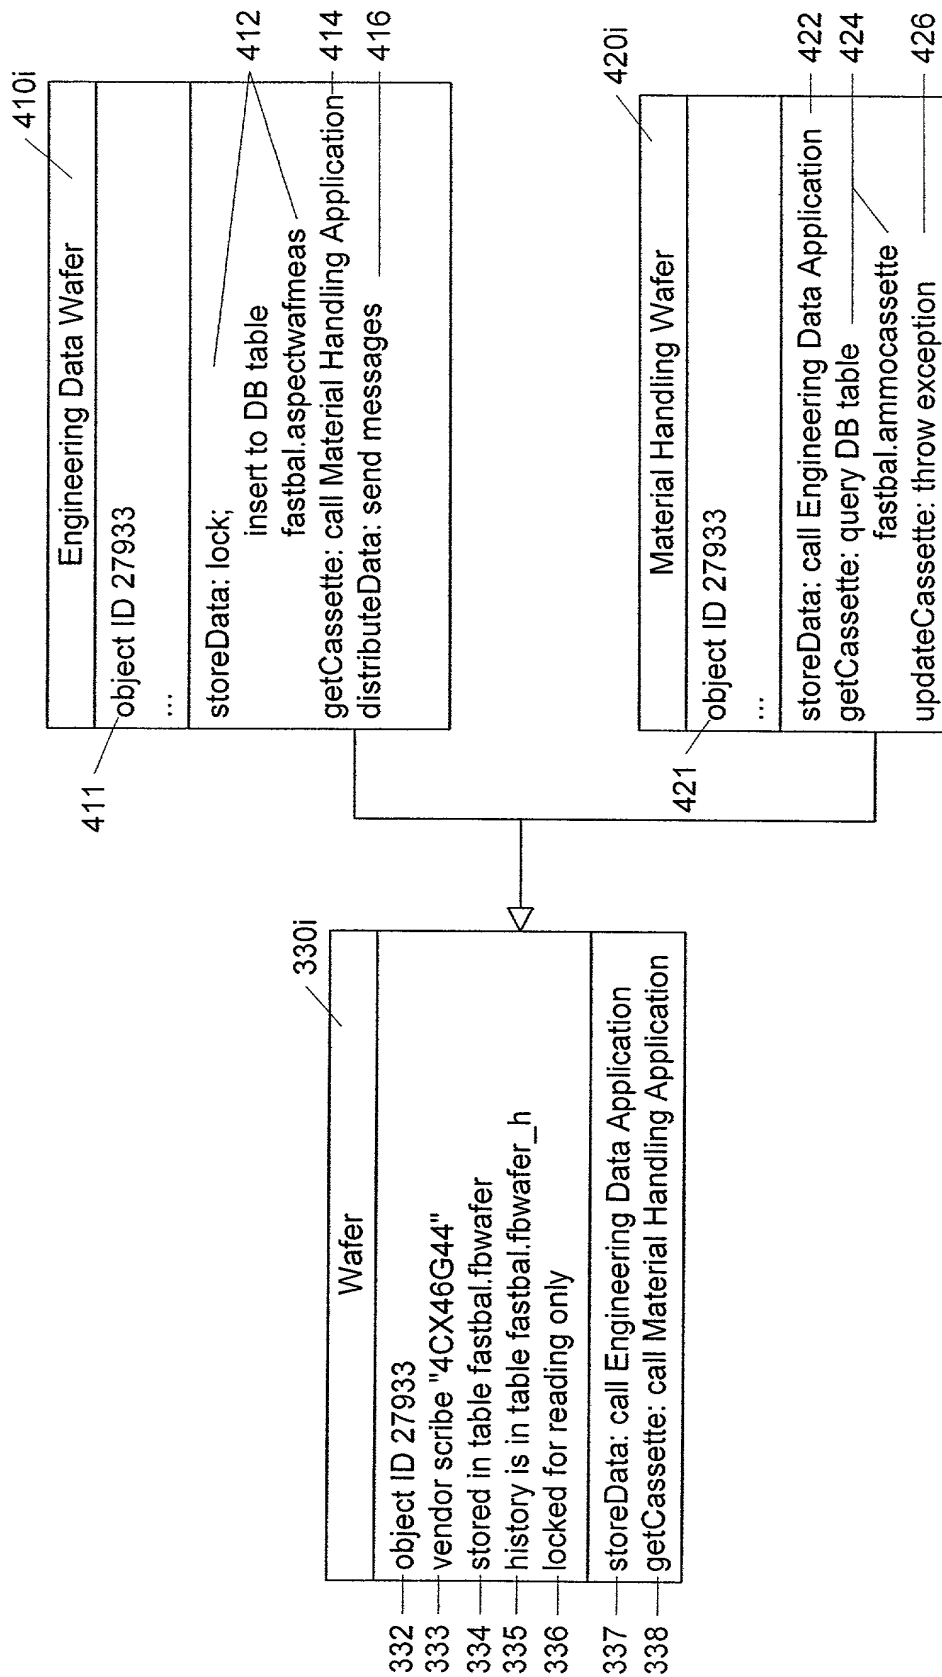 330i
Wafer
332 object ID 27933
333 vendor scribe "4CX46G44"
334 stored in table fastbal.fbwafer
335 history is in table fastbal.fbwafer_h
336 locked for reading only
337 storeData: call Engineering Data Application
338 getCassette: call Material Handling Application
410i
Engineering Data Wafer
411 object ID 27933
...
storeData: lock; 412
insert to DB table
fastbal.aspectwafmeas
getCassette: call Material Handling Application 414
distributeData: send messages 416
420i
Material Handling Wafer
421 object ID 27933
...
storeData: call Engineering Data Application 422
getCassette: query DB table 424
fastbal.ammocassette
updateCassette: throw exception 426